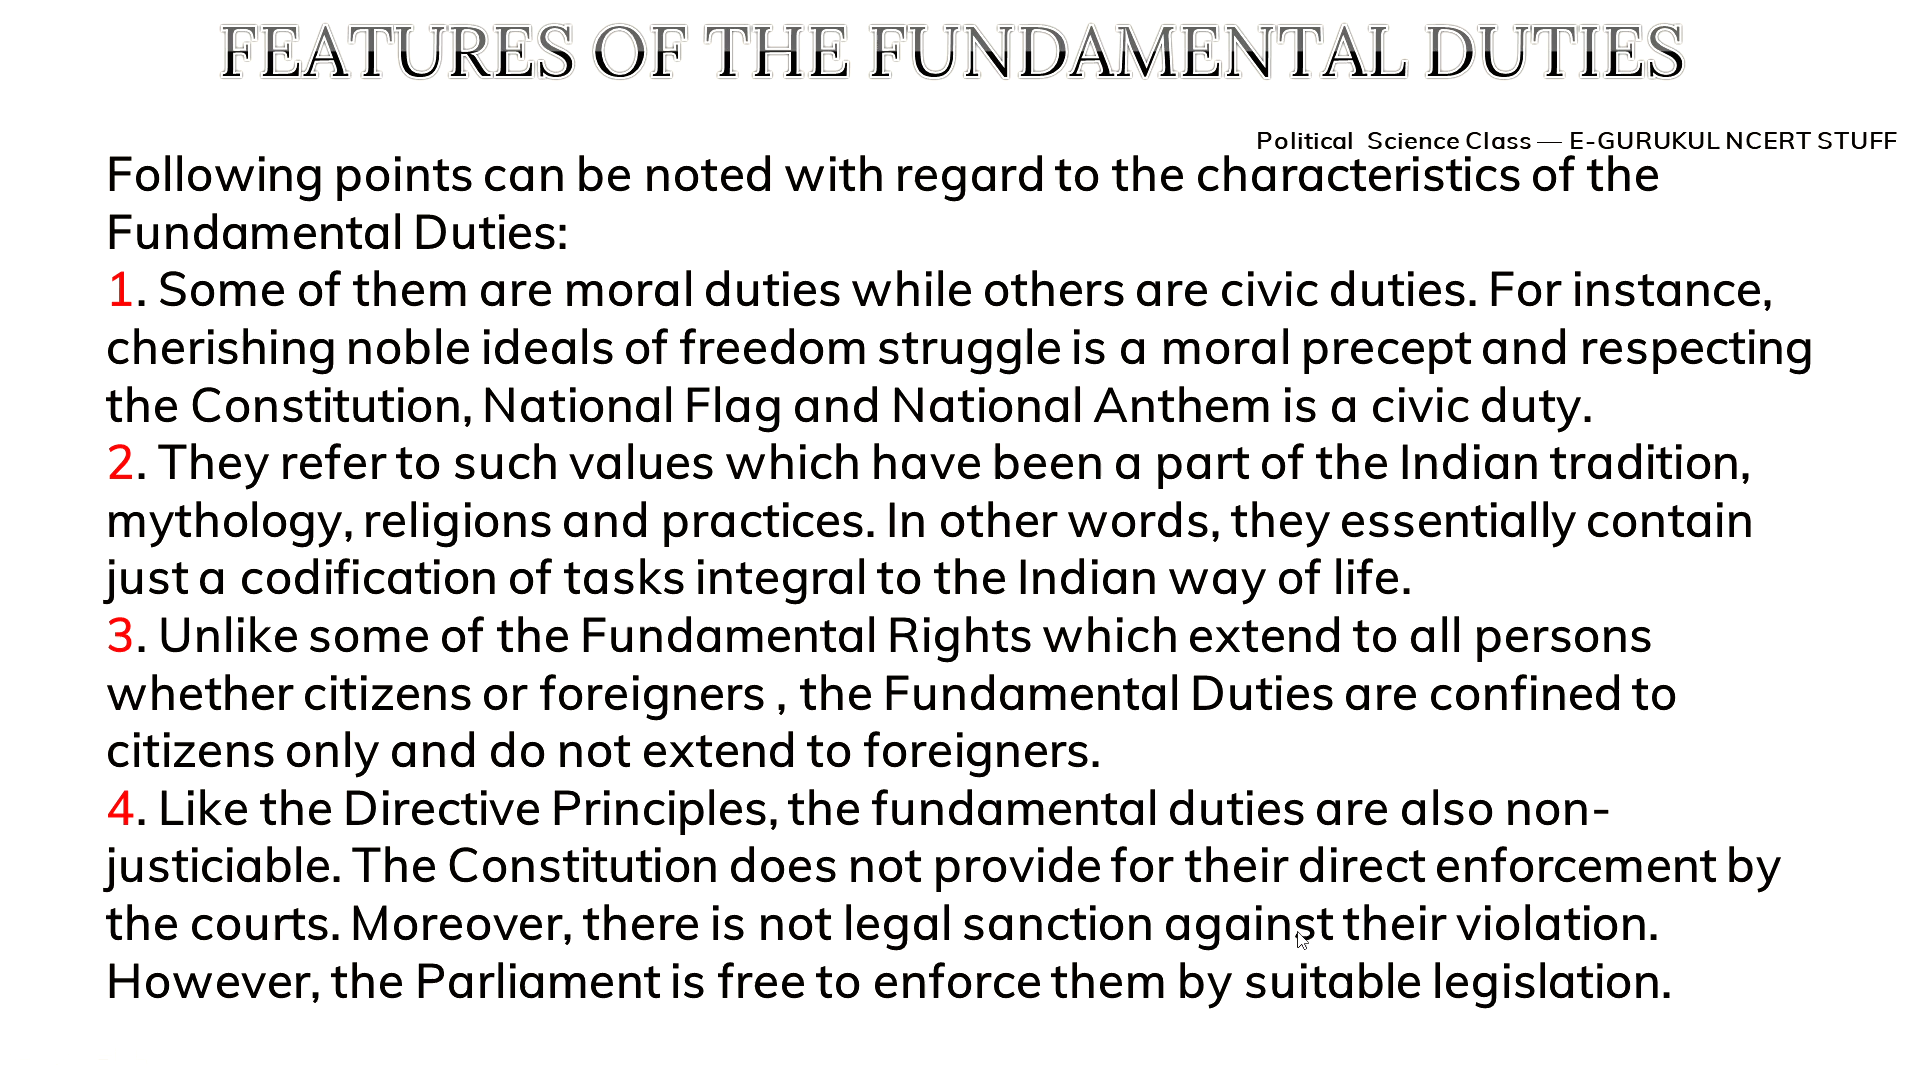 FEATURES OF THE FUNDAMENTAL DUTIES
Political Science Class — E-GURUKUL NCERT STUFF
Following points can be noted with regard to the characteristics of the
Fundamental Duties:
1. Some of them are moral duties while others are civic duties. For instance,
cherishing noble ideals of freedom struggle is a moral precept and respecting
the Constitution, National Flag and National Anthem is a civic duty.
2. They refer to such values which have been a part of the Indian tradition,
mythology, religions and practices. In other words, they essentially contain
just a codification of tasks integral to the Indian way of life.
3. Unlike some of the Fundamental Rights which extend to all persons
whether citizens or foreigners , the Fundamental Duties are confined to
citizens only and do not extend to foreigners.
4. Like the Directive Principles, the fundamental duties are also non-
justiciable. The Constitution does not provide for their direct enforcement by
the courts. Moreover, there is not legal sanction against their violation.
However, the Parliament is free to enforce them by suitable legislation.